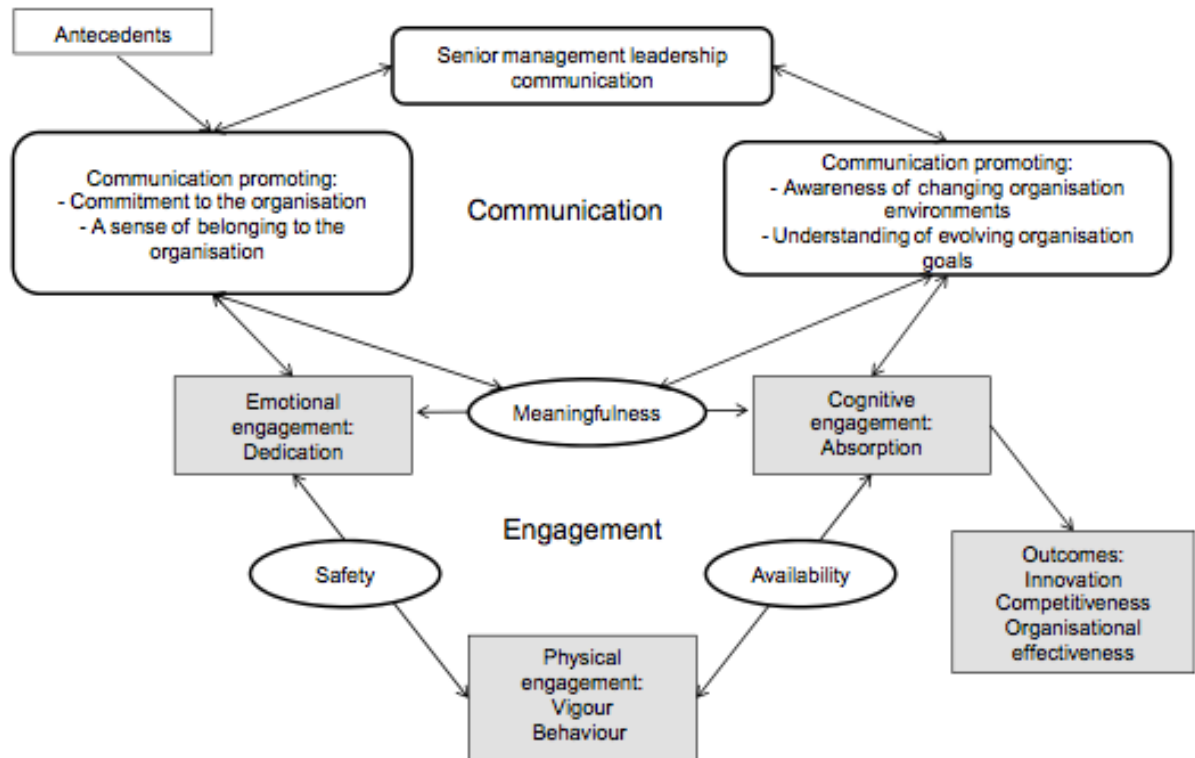 Antecedents
Senior management leadership
communication
Communication promoting:
- Commitment to the organisation
- A sense of belonging to the
organisation
Communication
Communication promoting:
- Awareness of changing organisation
environments
- Understanding of evolving organisation
goals
Emotional
engagement:
Dedication
Meaningfulness
Cognitive
engagement:
Absorption
Engagement
Safety
Availability
Outcomes:
Innovation
Competitiveness
Organisational
effectiveness
Physical
engagement:
Vigour
Behaviour